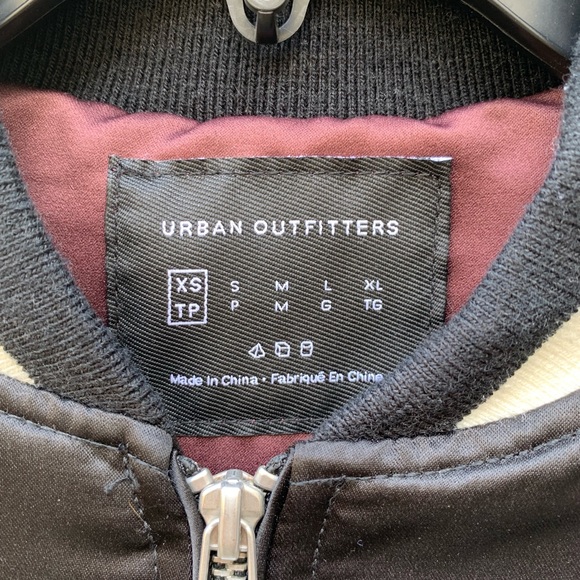 URBAN OUTFITTERS
XS S M L XL
TP P M G TG
Made In China • Fabriqué En Chine